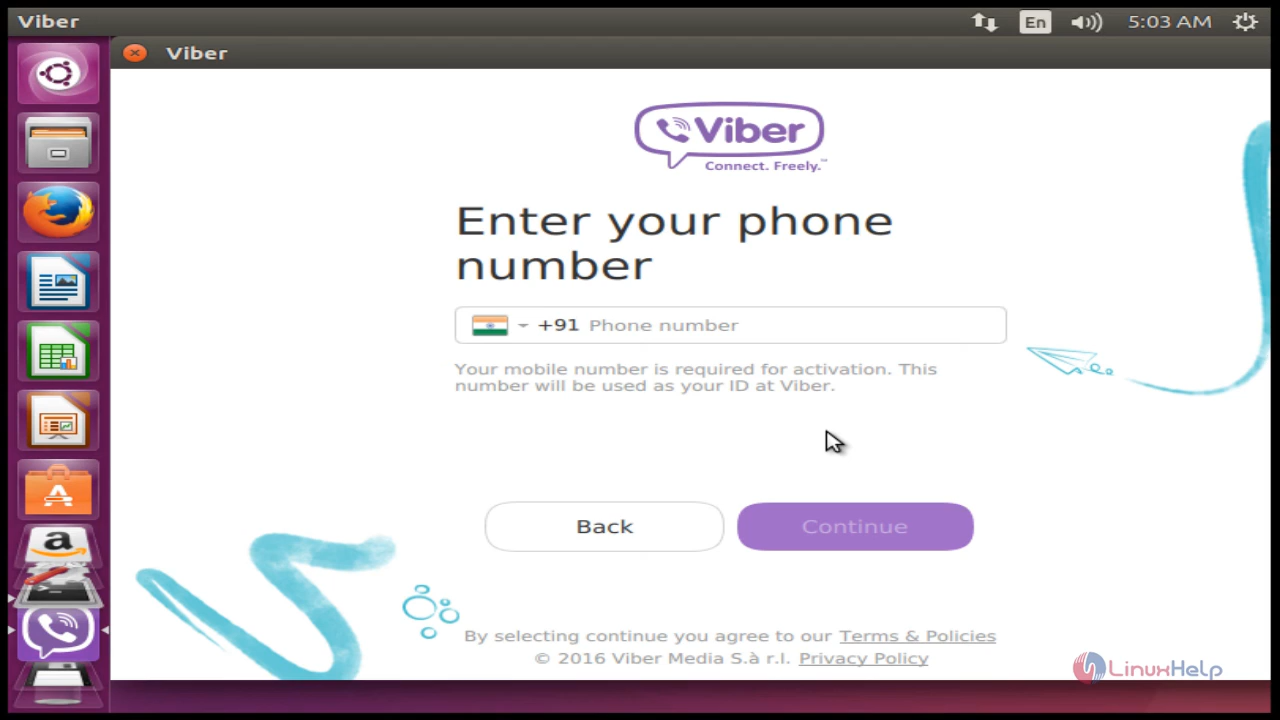 Viber
En
5:03 AM
Viber
Viber
Connect. Freely.™
Enter your phone
number
+91 Phone number
Your mobile number is required for activation. This
number will be used as your ID at Viber.
Back
Continue
By selecting continue you agree to our Terms & Policies
© 2016 Viber Media S.à r.l. Privacy Policy
LinuxHelp